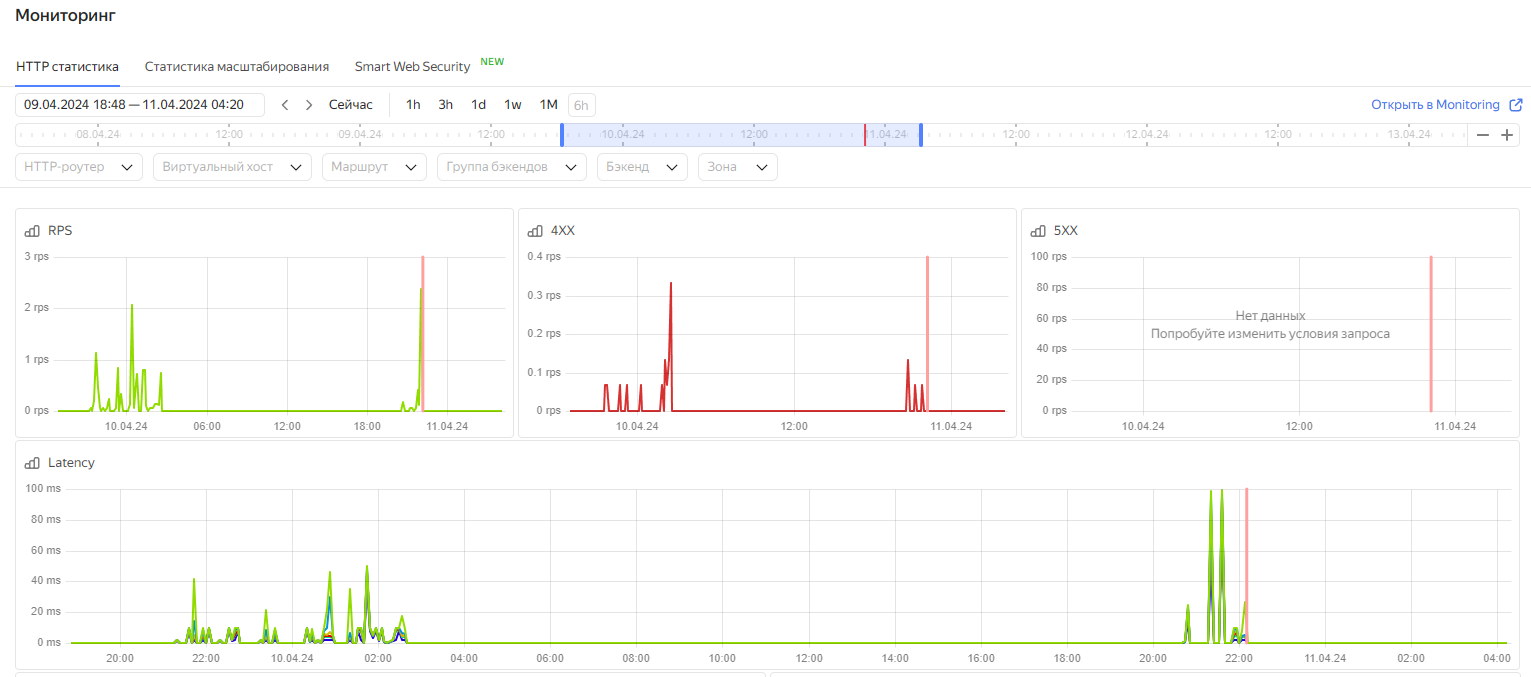 Мониторинг
HTTP статистика Статистика масштабирования Smart Web Security NEW
09.04.2024 18:48 — 11.04.2024 04:20 Сейчас 1h 3h 1d 1w 1M 6h Открыть в Monitoring
08.04.24 12:00 09.04.24 12:00 10.04.24 12:00 11.04.24 12:00 12.04.24 12:00 13.04.24
HTTP-роутер Виртуальный хост Маршрут Группа бэкендов Бэкенд Зона
RPS
3 rps
2 rps
1 rps
0 rps
10.04.24 06:00 12:00 18:00 11.04.24
4XX
0.4 rps
0.3 rps
0.2 rps
0.1 rps
0 rps
10.04.24 12:00 11.04.24
5XX
100 rps
80 rps
60 rps
40 rps
20 rps
0 rps
Нет данных
Попробуйте изменить условия запроса
10.04.24 12:00 11.04.24
Latency
100 ms
80 ms
60 ms
40 ms
20 ms
0 ms
20:00 22:00 10.04.24 02:00 04:00 06:00 08:00 10:00 12:00 14:00 16:00 18:00 20:00 22:00 11.04.24 02:00 04:00